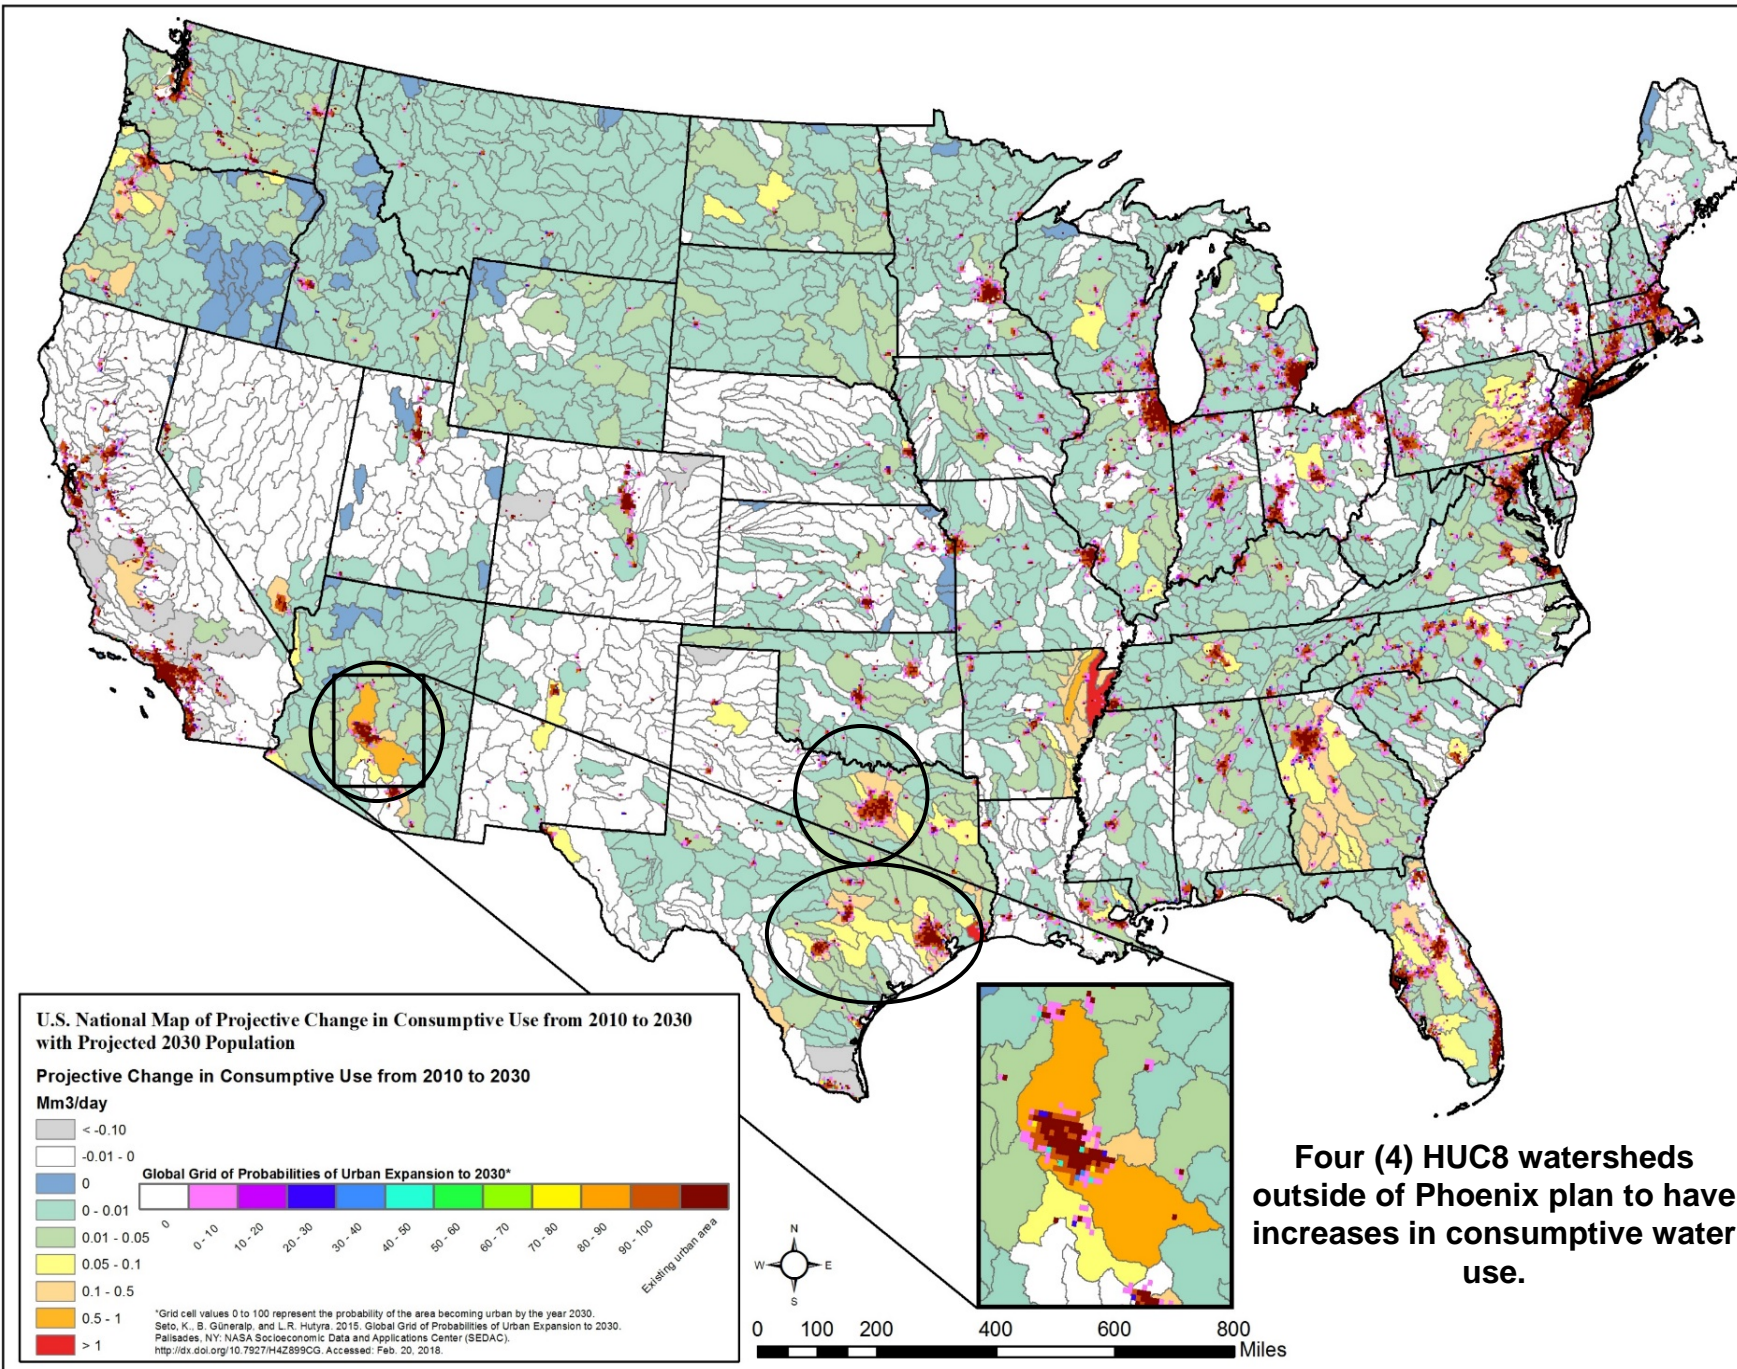 U.S. National Map of Projective Change in Consumptive Use from 2010 to 2030
with Projected 2030 Population
Projective Change in Consumptive Use from 2010 to 2030
Mm3/day
< -0.10
-0.01 - 0
0
0 - 0.01
0.01 - 0.05
0.05 - 0.1
0.1 - 0.5
0.5 - 1
> 1
Global Grid of Probabilities of Urban Expansion to 2030*
0
0 - 10
10 - 20
20 - 30
30 - 40
40 - 50
50 - 60
60 - 70
70 - 80
80 - 90
90 - 100
Existing urban area
*Grid cell values 0 to 100 represent the probability of the area becoming urban by the year 2030.
Seto, K., B. Güneralp, and L.R. Hutyra. 2015. Global Grid of Probabilities of Urban Expansion to 2030.
Palisades, NY: NASA Socioeconomic Data and Applications Center (SEDAC).
http://dx.doi.org/10.7927/H4Z899CG. Accessed: Feb. 20, 2018.
N
W E
S
0 100 200 400 600 800
Miles
Four (4) HUC8 watersheds
outside of Phoenix plan to have
increases in consumptive water
use.